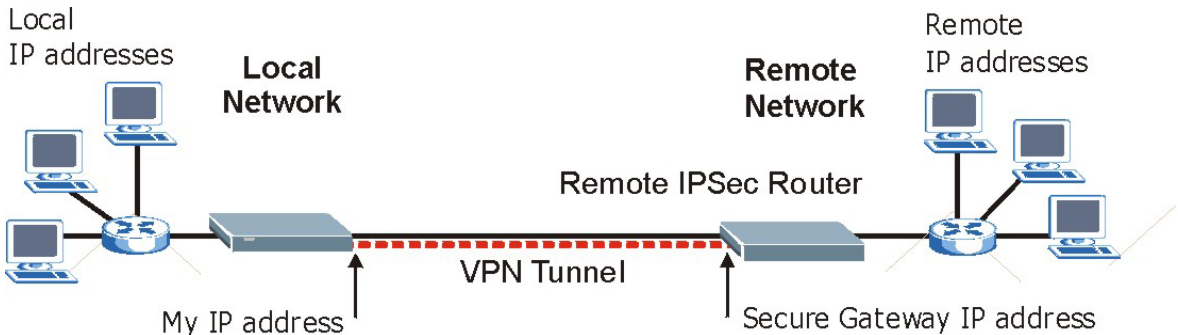 Local
IP addresses
Local
Network
Remote
Network
Remote
IP addresses
Remote IPSec Router
VPN Tunnel
My IP address
Secure Gateway IP address